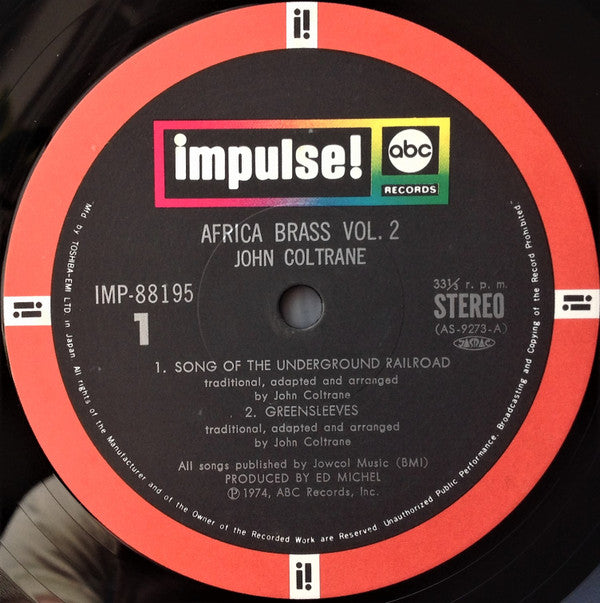 i!
impulse!
abc
RECORDS
AFRICA BRASS VOL. 2
JOHN COLTRANE
IMP-88195
1
33⅓ r. p. m.
STEREO
(AS-9273-A)
JASRAC
i!
i!
1. SONG OF THE UNDERGROUND RAILROAD
traditional, adapted and arranged
by John Coltrane
2. GREENSLEEVES
traditional, adapted and arranged
by John Coltrane
All songs published by Jowcol Music (BMI)
PRODUCED BY ED MICHEL
Ⓟ1974, ABC Records, Inc.
Mfd by TOSHIBA-EMI LTD. in Japan. All rights of the Manufacturer and of the Owner of the Recorded Work are Reserved. Unauthorized Public Performance, Broadcasting and Copying of the Record Prohibited
i!